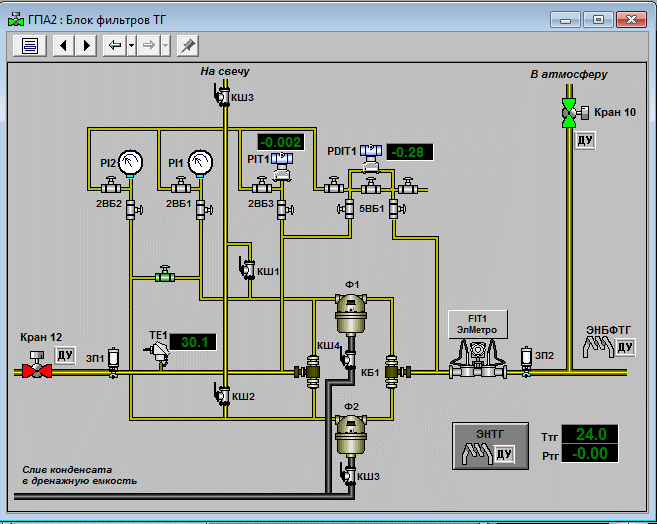 ГПА2 : Блок фильтров ТГ
На свечу
В атмосферу
КШ3
Кран 10
ДУ
-0.002
PI2
PI1
PIT1
PDIT1
-0.28
2ВБ2
2ВБ1
2ВБ3
5ВБ1
КШ1
Ф1
FIT1
ЭлМетро
ЭНБФТГ
ДУ
Кран 12
ДУ
ЗП1
TE1
30.1
КШ4
КБ1
ЗП2
КШ2
Ф2
ЭНТГ
ДУ
Tтг
24.0
Pтг
-0.00
КШ3
Слив конденсата
в дренажную емкость